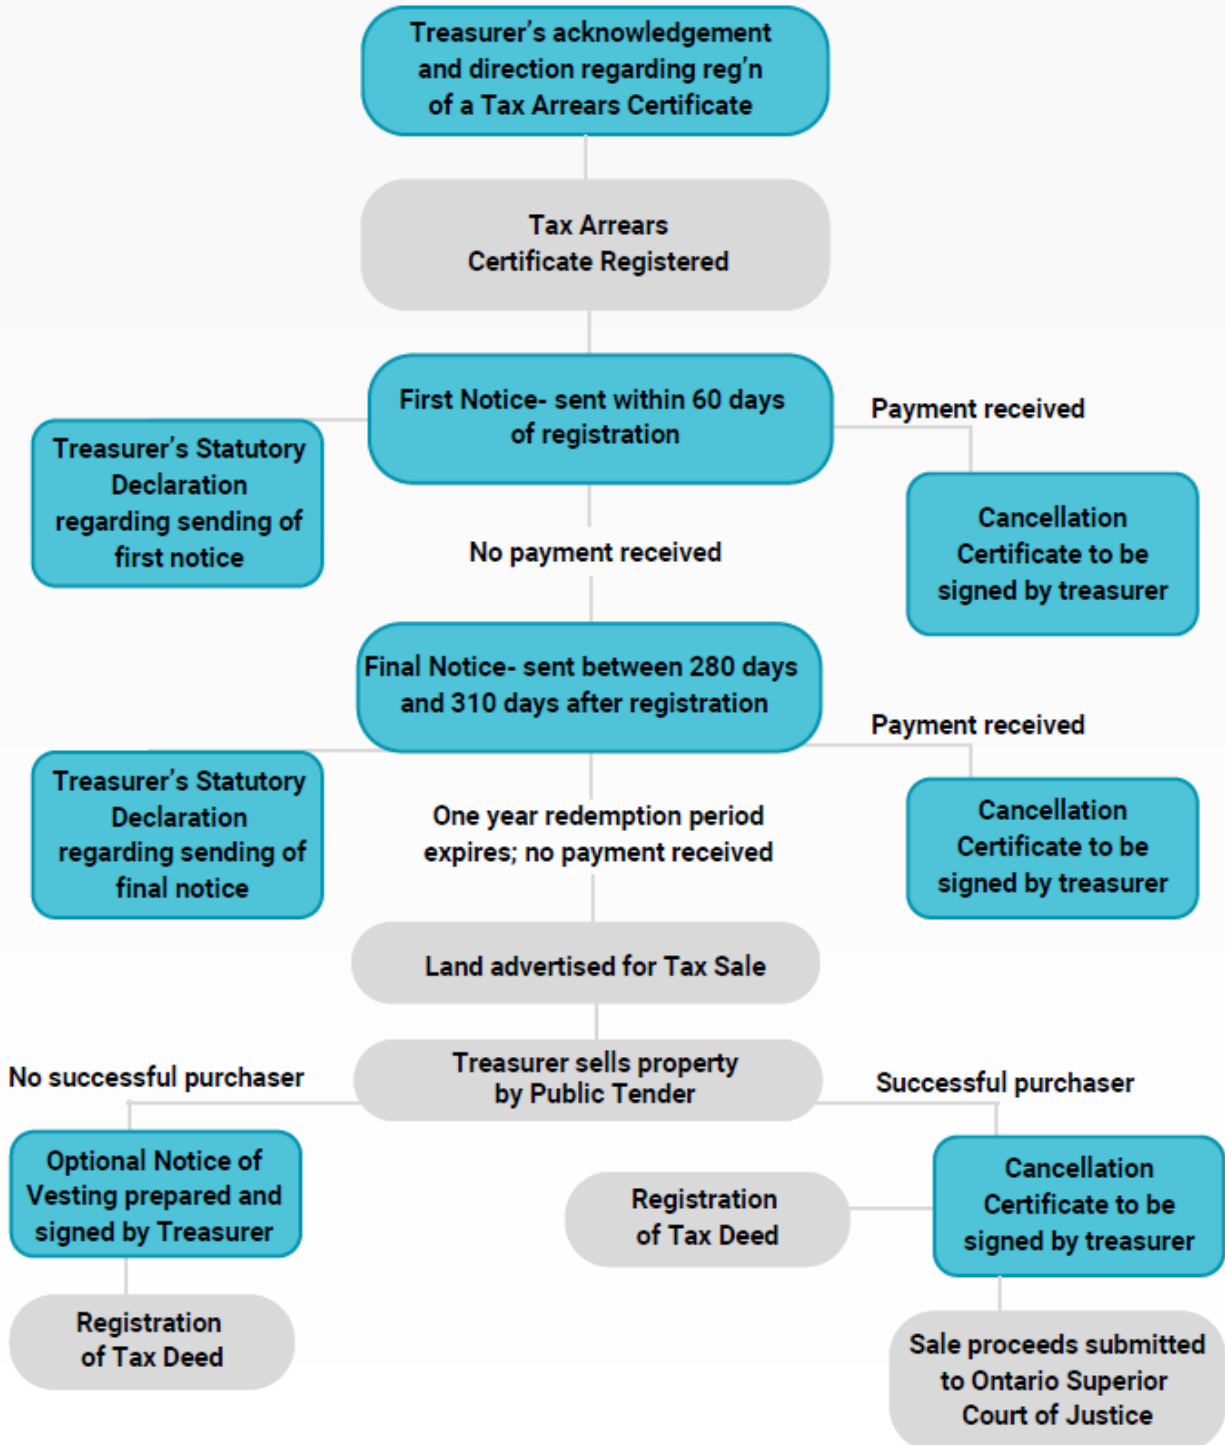 Treasurer's acknowledgement
and direction regarding reg'n
of a Tax Arrears Certificate
Tax Arrears
Certificate Registered
First Notice- sent within 60 days
of registration
Payment received
Treasurer's Statutory
Declaration
regarding sending of
first notice
Cancellation
Certificate to be
signed by treasurer
No payment received
Final Notice- sent between 280 days
and 310 days after registration
Payment received
Treasurer's Statutory
Declaration
regarding sending of
final notice
One year redemption period
expires; no payment received
Cancellation
Certificate to be
signed by treasurer
Land advertised for Tax Sale
Treasurer sells property
by Public Tender
No successful purchaser
Successful purchaser
Optional Notice of
Vesting prepared and
signed by Treasurer
Registration
of Tax Deed
Cancellation
Certificate to be
signed by treasurer
Registration
of Tax Deed
Sale proceeds submitted
to Ontario Superior
Court of Justice